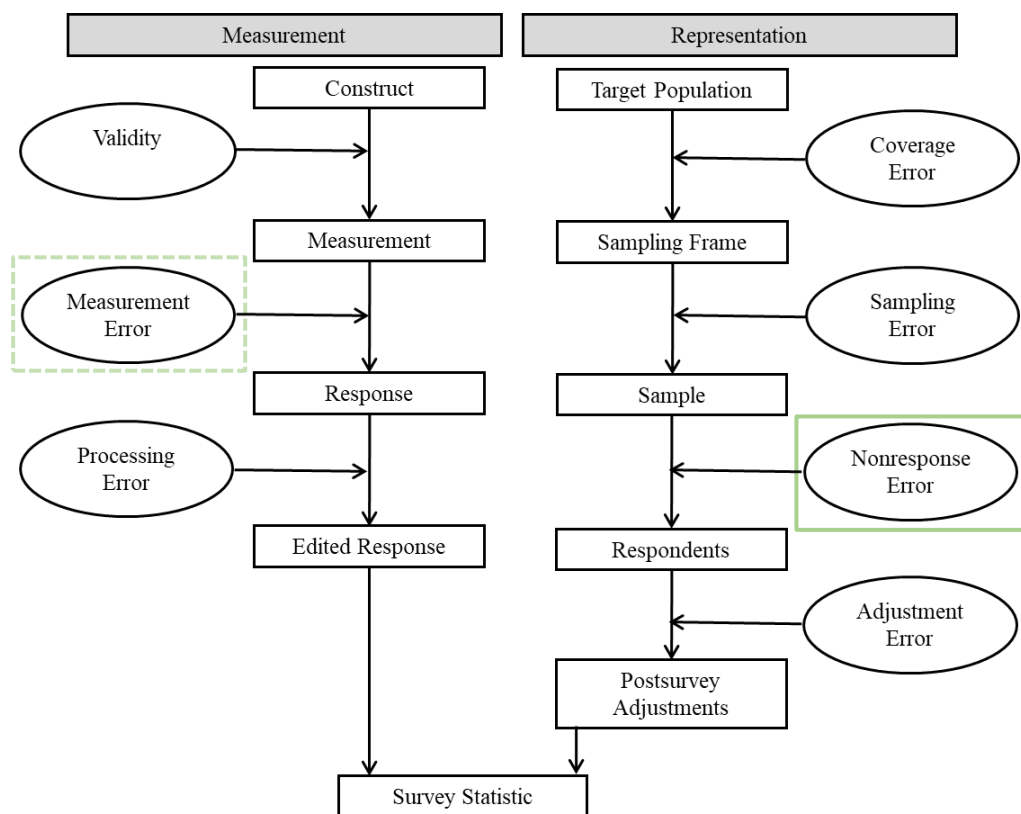 Measurement
Representation
Construct
Target Population
Validity
Coverage
Error
Measurement
Sampling Frame
Measurement
Error
Sampling
Error
Response
Sample
Processing
Error
Nonresponse
Error
Edited Response
Respondents
Adjustment
Error
Postsurvey
Adjustments
Survey Statistic